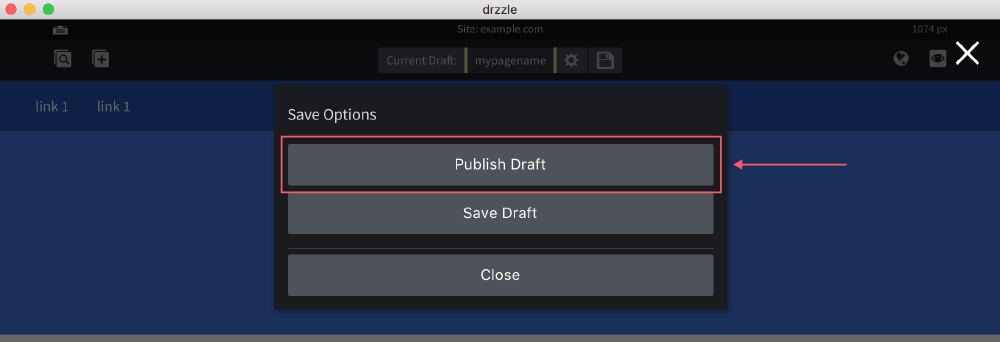 drzzle
Site: example.com
1074 px
Current Draft: mypagename
link 1 link 1
Save Options
Publish Draft
Save Draft
Close